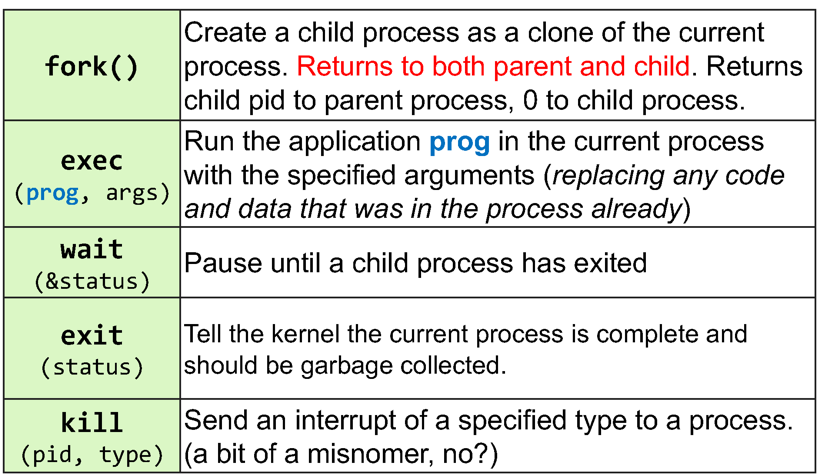 fork()
Create a child process as a clone of the current
process. Returns to both parent and child. Returns
child pid to parent process, 0 to child process.
exec
(prog, args)
Run the application prog in the current process
with the specified arguments (replacing any code
and data that was in the process already)
wait
(&status)
Pause until a child process has exited
exit
(status)
Tell the kernel the current process is complete and
should be garbage collected.
kill
(pid, type)
Send an interrupt of a specified type to a process.
(a bit of a misnomer, no?)